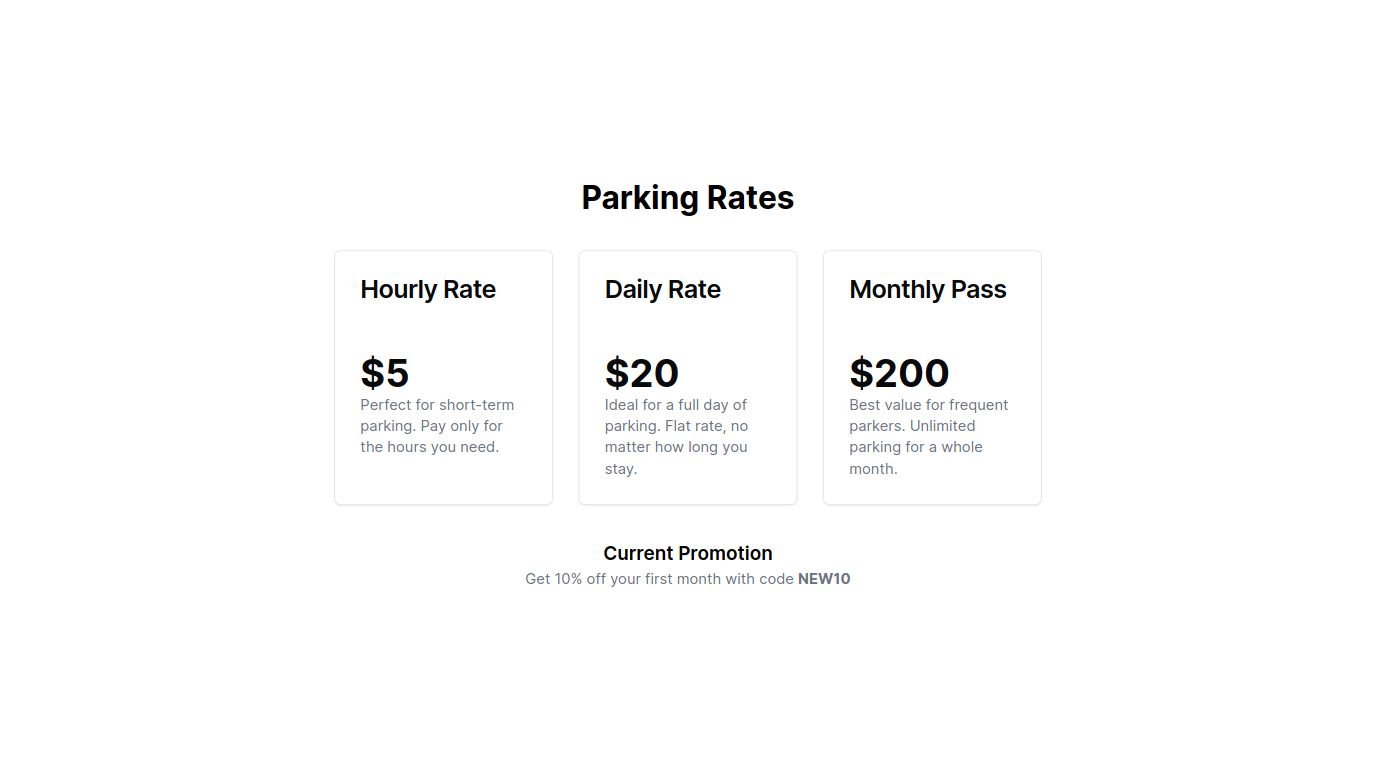 Parking Rates
Hourly Rate
$5
Perfect for short-term
parking. Pay only for
the hours you need.
Daily Rate
$20
Ideal for a full day of
parking. Flat rate, no
matter how long you
stay.
Monthly Pass
$200
Best value for frequent
parkers. Unlimited
parking for a whole
month.
Current Promotion
Get 10% off your first month with code NEW10